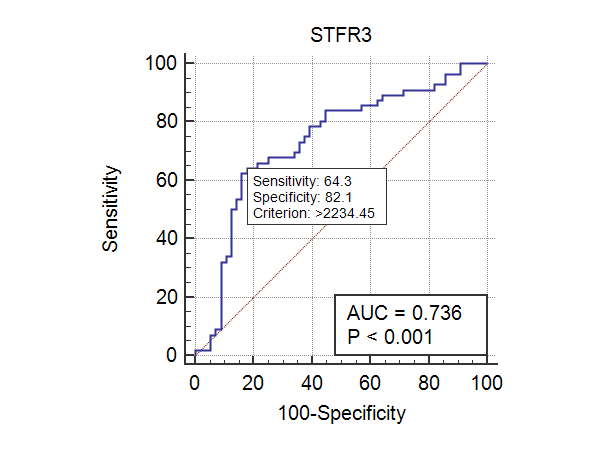 STFR3
100
80
60
40
20
0
Sensitivity
Sensitivity: 64.3
Specificity: 82.1
Criterion: >2234.45
AUC = 0.736
P < 0.001
0 20 40 60 80 100
100-Specificity